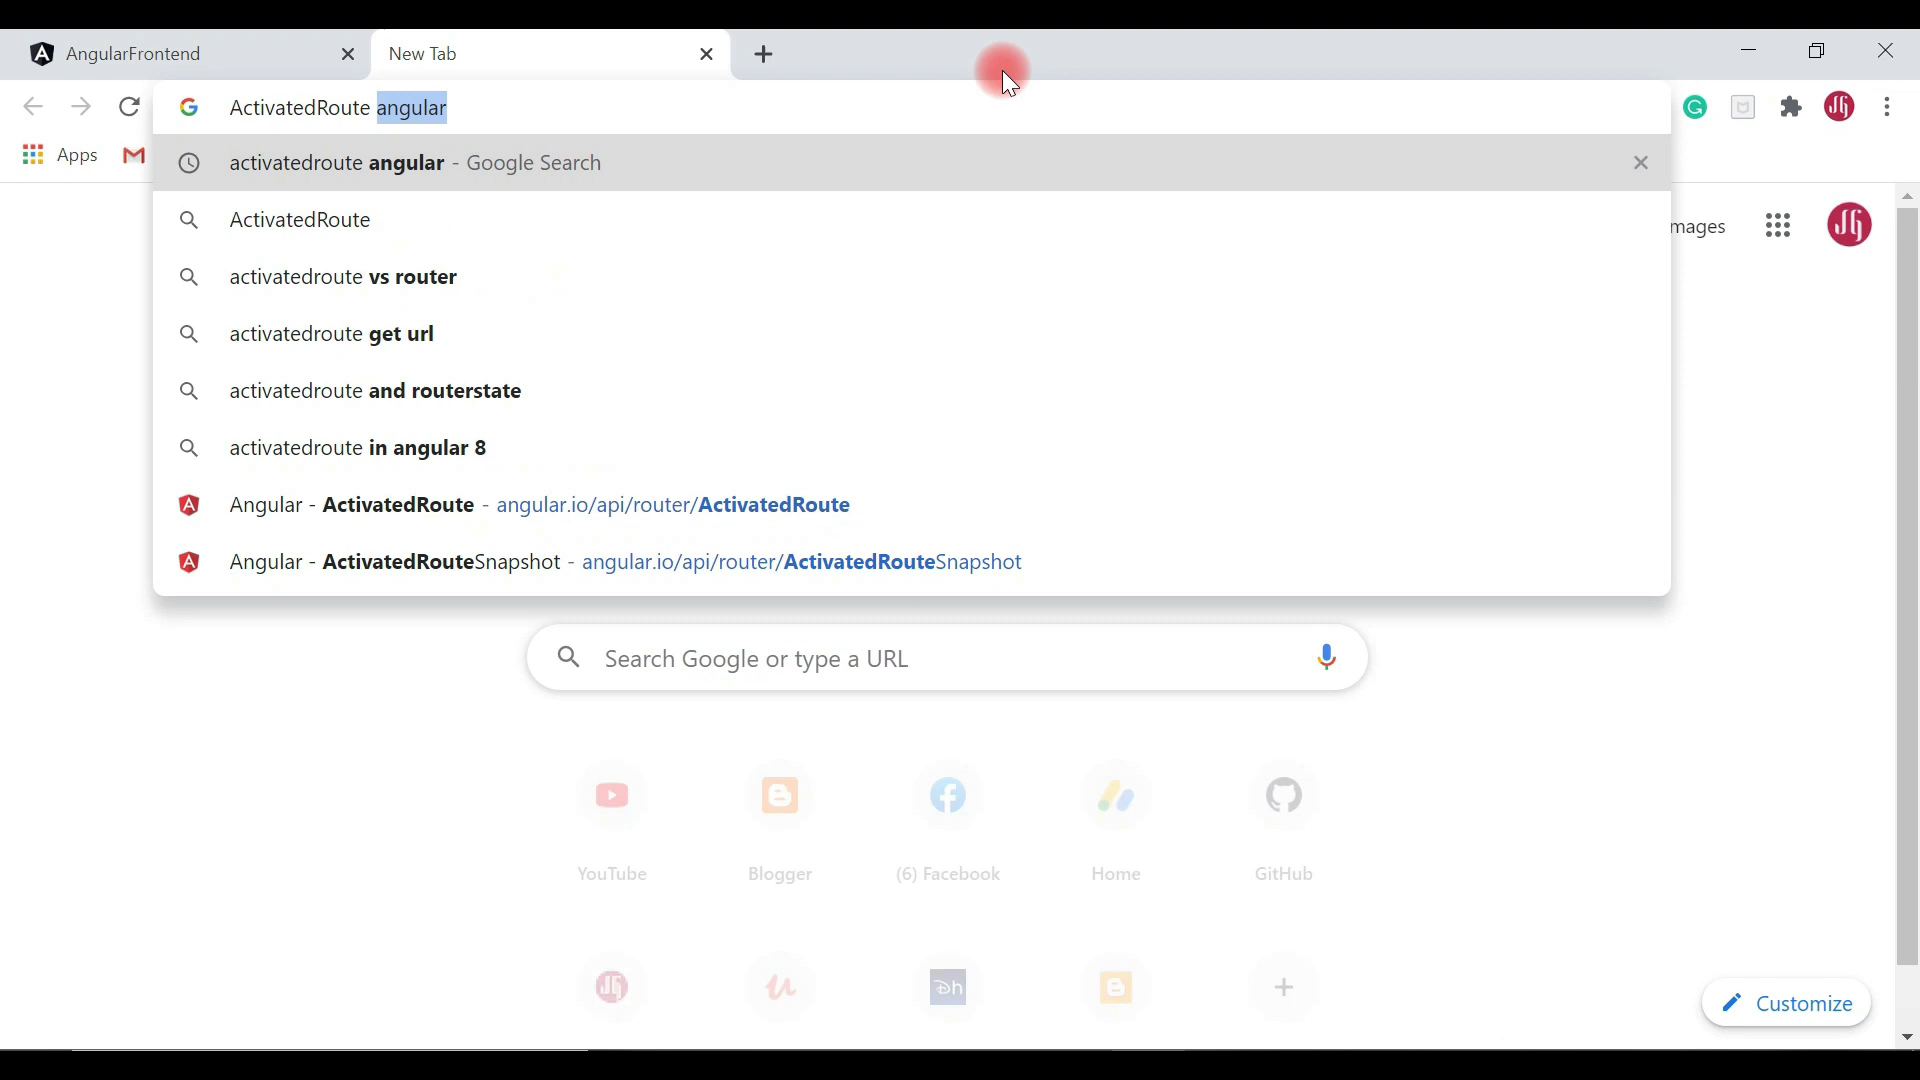 AngularFrontend
New Tab
ActivatedRoute angular
Apps
activatedroute angular - Google Search
ActivatedRoute
mages
activatedroute vs router
activatedroute get url
activatedroute and routerstate
activatedroute in angular 8
Angular - ActivatedRoute - angular.io/api/router/ActivatedRoute
Angular - ActivatedRouteSnapshot - angular.io/api/router/ActivatedRouteSnapshot
Search Google or type a URL
YouTube
Blogger
(6) Facebook
Home
GitHub
Customize